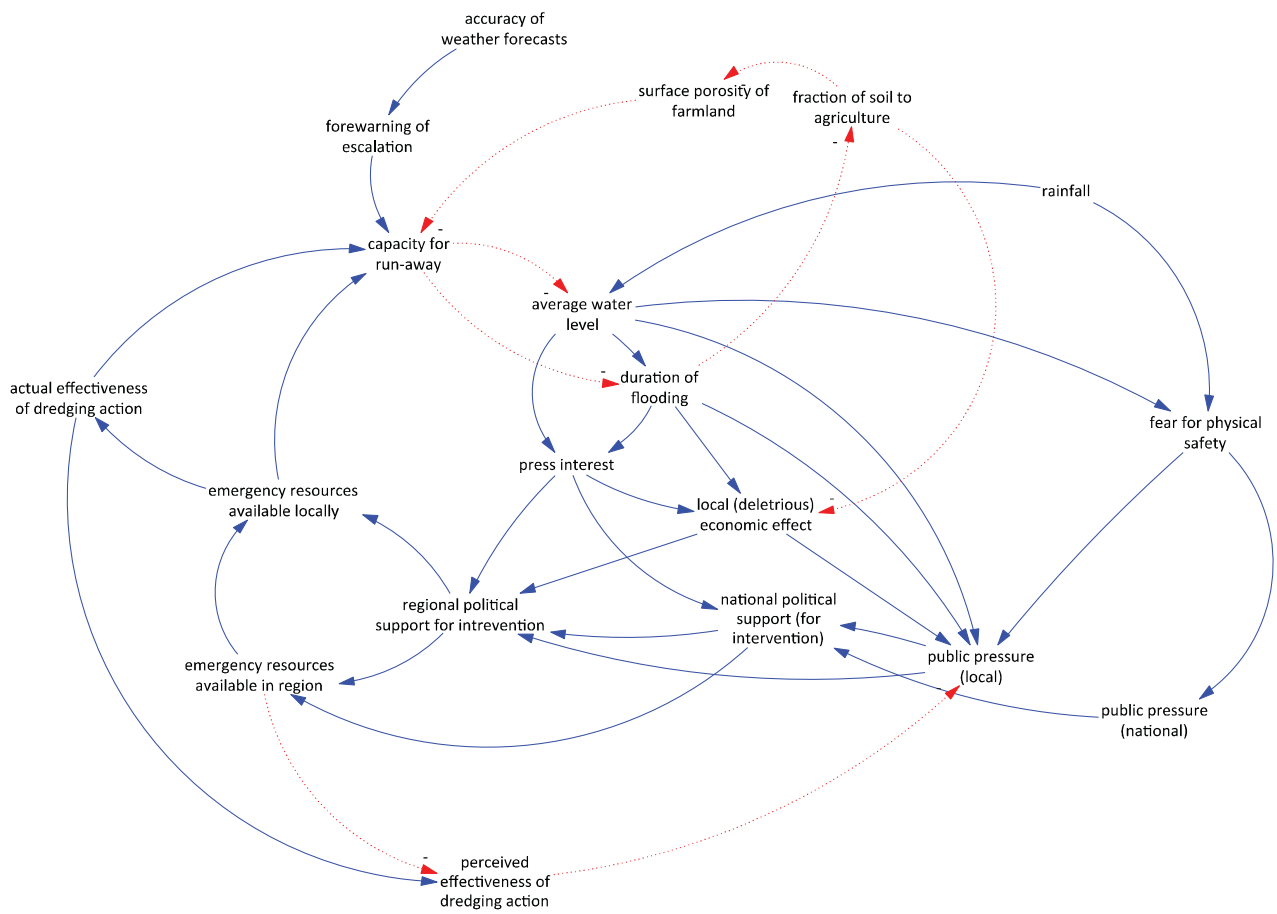 accuracy of
weather forecasts
surface porosity of
farmland
-
fraction of soil to
agriculture
-
forewarning of
escalation
rainfall
capacity for
run-away
-
average water
level
-
duration of
flooding
-
actual effectiveness
of dredging action
fear for physical
safety
press interest
emergency resources
available locally
local (deletrious)
economic effect
-
regional political
support for intrevention
national political
support (for
intervention)
public pressure
(local)
-
emergency resources
available in region
public pressure
(national)
perceived
effectiveness of
dredging action
-